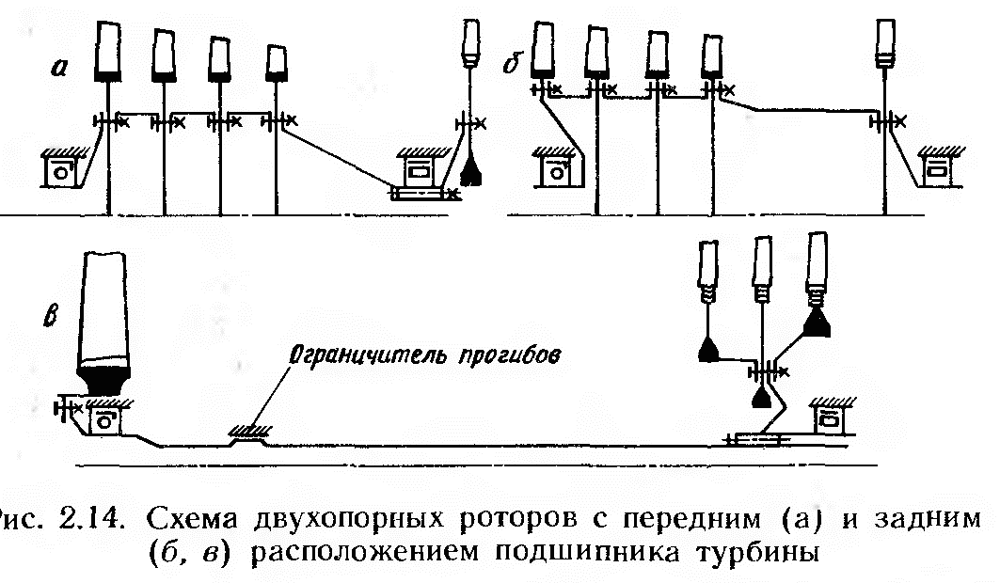 а
б
в
Ограничитель прогибов
Рис. 2.14. Схема двухопорных роторов с передним (а) и задним
(б, в) расположением подшипника турбины